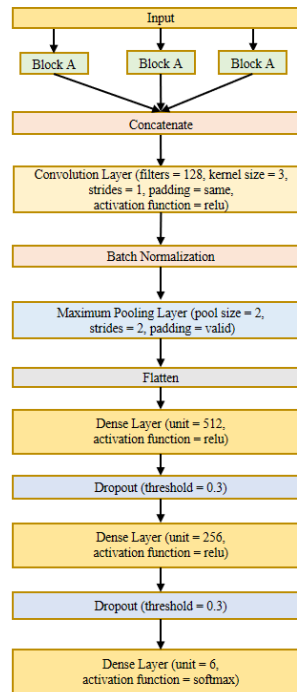 Input
Block A Block A Block A
Concatenate
Convolution Layer (filters = 128, kernel size = 3,
strides = 1, padding = same,
activation function = relu)
Batch Normalization
Maximum Pooling Layer (pool size = 2,
strides = 2, padding = valid)
Flatten
Dense Layer (unit = 512,
activation function = relu)
Dropout (threshold = 0.3)
Dense Layer (unit = 256,
activation function = relu)
Dropout (threshold = 0.3)
Dense Layer (unit = 6,
activation function = softmax)